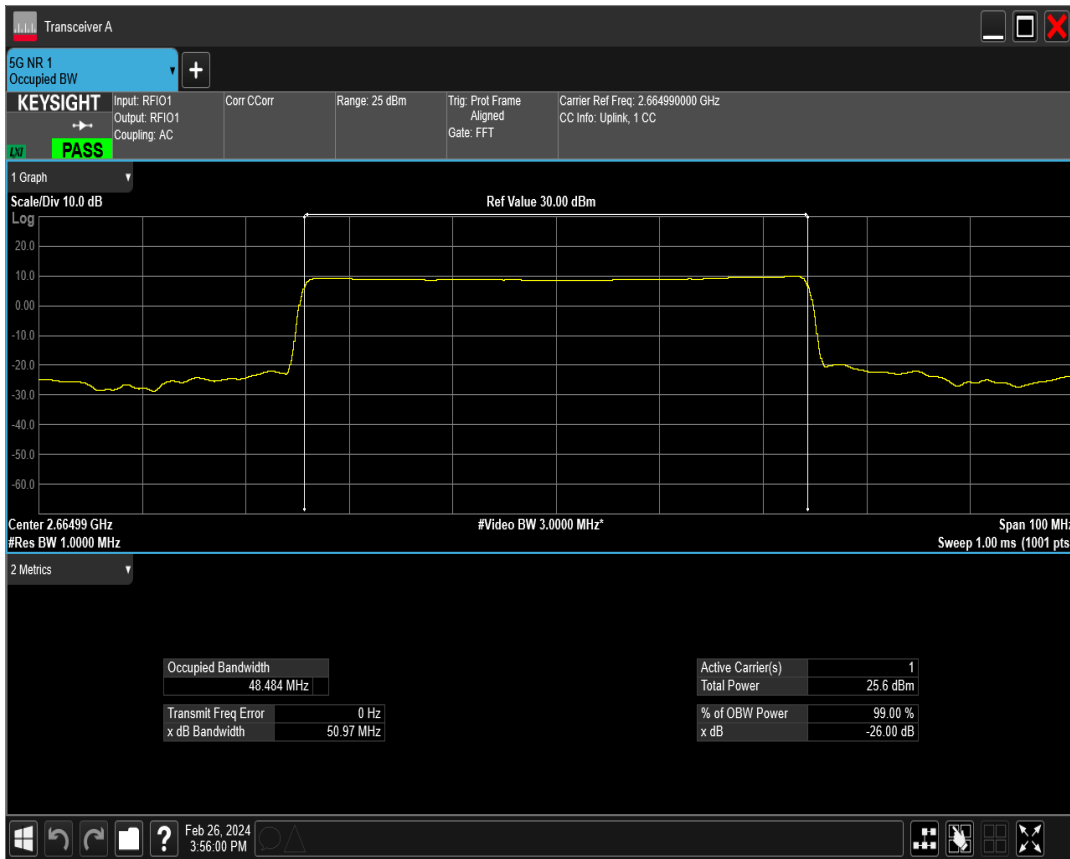 Transceiver A
5G NR 1
Occupied BW
KEYSIGHT
LXI
PASS
Input: RFIO1
Output: RFIO1
Coupling: AC
Corr CCorr
Range: 25 dBm
Trig: Prot Frame
Aligned
Gate: FFT
Carrier Ref Freq: 2.664990000 GHz
CC Info: Uplink, 1 CC
1 Graph
Scale/Div 10.0 dB
Ref Value 30.00 dBm
Log
20.0
10.0
0.00
-10.0
-20.0
-30.0
-40.0
-50.0
-60.0
Center 2.66499 GHz
#Video BW 3.0000 MHz*
Span 100 MHz
#Res BW 1.0000 MHz
Sweep 1.00 ms (1001 pts
2 Metrics
Occupied Bandwidth
48.484 MHz
Transmit Freq Error 0 Hz
x dB Bandwidth 50.97 MHz
Active Carrier(s) 1
Total Power 25.6 dBm
% of OBW Power 99.00 %
x dB -26.00 dB
?
Feb 26, 2024
3:56:00 PM